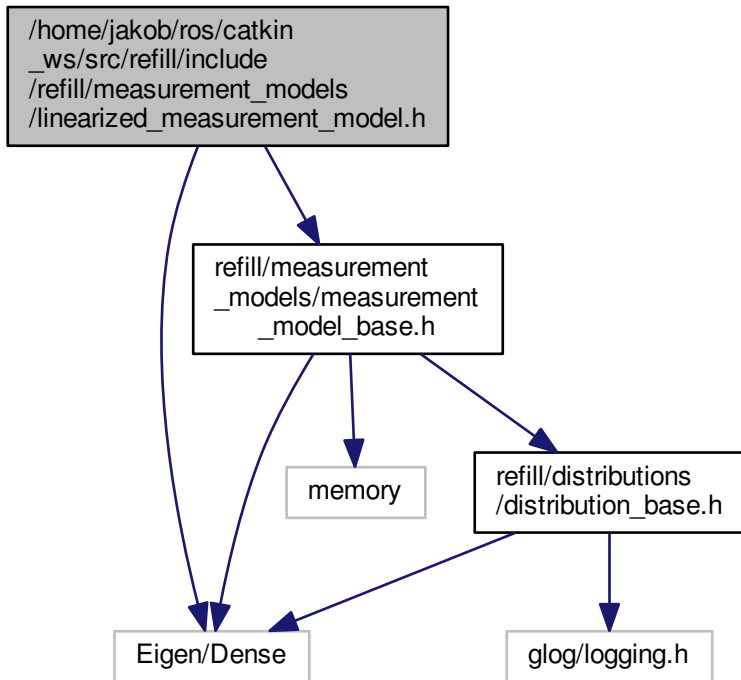 /home/jakob/ros/catkin
_ws/src/refill/include
/refill/measurement_models
/linearized_measurement_model.h
refill/measurement
_models/measurement
_model_base.h
memory
refill/distributions
/distribution_base.h
Eigen/Dense
glog/logging.h